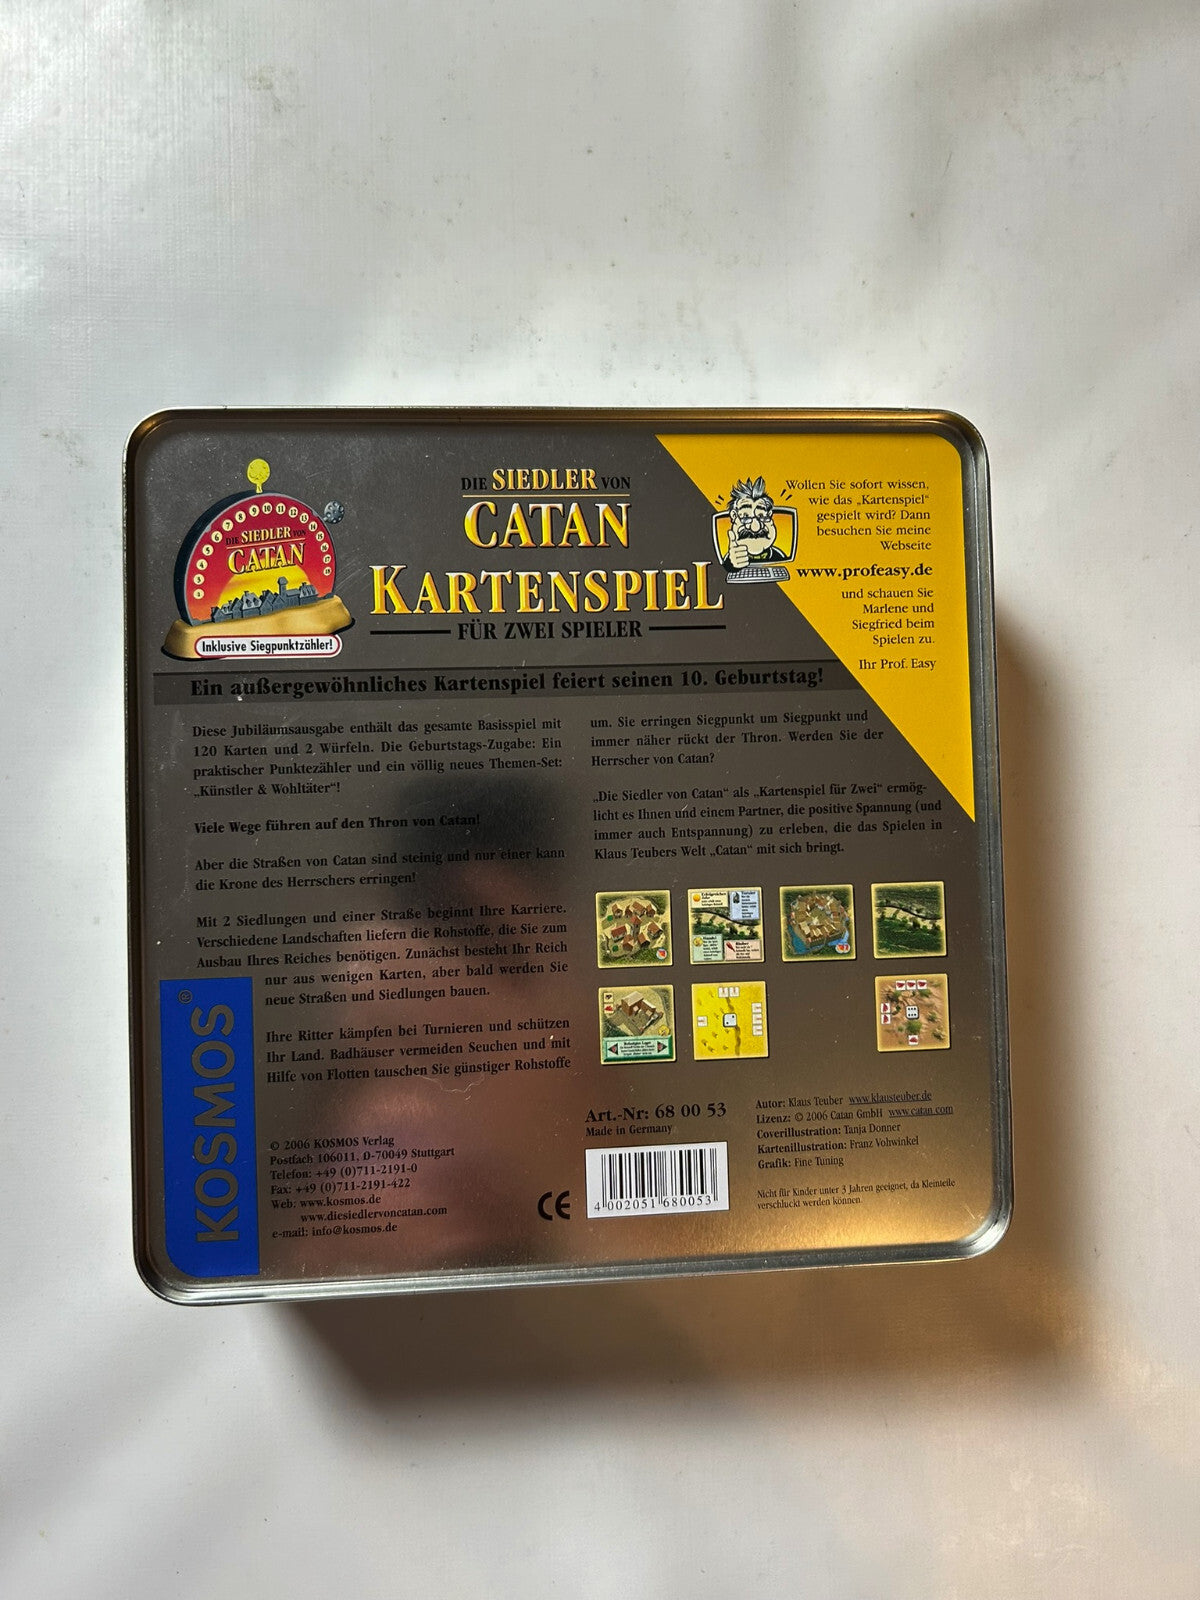 DIE SIEDLER VON
CATAN
KARTENSPIEL
FÜR ZWEI SPIELER
DIE SIEDLER VON
CATAN
Inklusive Siegpunktzähler!
Wollen Sie sofort wissen,
wie das „Kartenspiel“
gespielt wird? Dann
besuchen Sie meine
Webseite
www.profeasy.de
und schauen Sie
Marlene und
Siegfried beim
Spielen zu.
Ihr Prof. Easy
Ein außergewöhnliches Kartenspiel feiert seinen 10. Geburtstag!
Diese Jubiläumsausgabe enthält das gesamte Basisspiel mit
120 Karten und 2 Würfeln. Die Geburtstags-Zugabe: Ein
praktischer Punktezähler und ein völlig neues Themen-Set:
„Künstler & Wohltäter“!
Viele Wege führen auf den Thron von Catan!
Aber die Straßen von Catan sind steinig und nur einer kann
die Krone des Herrschers erringen!
Mit 2 Siedlungen und einer Straße beginnt Ihre Karriere.
Verschiedene Landschaften liefern die Rohstoffe, die Sie zum
Ausbau Ihres Reiches benötigen. Zunächst besteht Ihr Reich
nur aus wenigen Karten, aber bald werden Sie
neue Straßen und Siedlungen bauen.
Ihre Ritter kämpfen bei Turnieren und schützen
Ihr Land. Badhäuser vermeiden Seuchen und mit
Hilfe von Flotten tauschen Sie günstiger Rohstoffe
um. Sie erringen Siegpunkt um Siegpunkt und
immer näher rückt der Thron. Werden Sie der
Herrscher von Catan?
„Die Siedler von Catan“ als „Kartenspiel für Zwei“ ermög-
licht es Ihnen und einem Partner, die positive Spannung (und
immer auch Entspannung) zu erleben, die das Spielen in
Klaus Teubers Welt „Catan“ mit sich bringt.
KOSMOS®
© 2006 KOSMOS Verlag
Postfach 106011, D-70049 Stuttgart
Telefon: +49 (0)711-2191-0
Fax: +49 (0)711-2191-422
Web: www.kosmos.de
www.diesiedlervoncatan.com
e-mail: info@kosmos.de
CE
Art.-Nr: 68 00 53
Made in Germany
4 002051 680053
Autor: Klaus Teuber www.klausteuber.de
Lizenz: © 2006 Catan GmbH www.catan.com
Coverillustration: Tanja Donner
Kartenillustration: Franz Vohwinkel
Grafik: Fine Tuning
Nicht für Kinder unter 3 Jahren geeignet, da Kleinteile
verschluckt werden können.